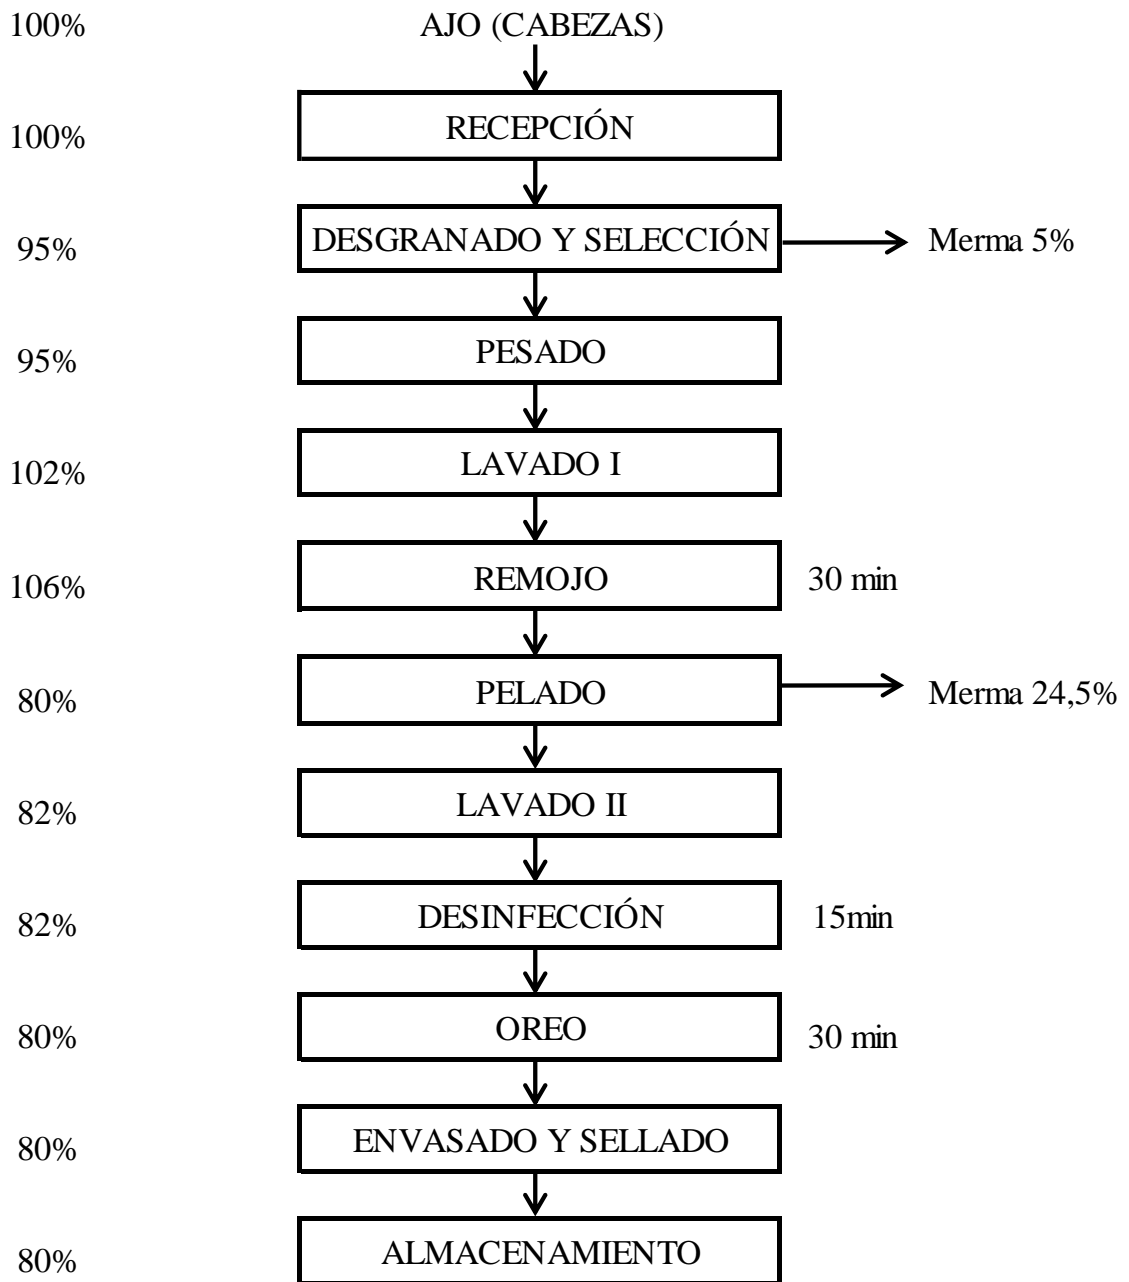 100% AJO (CABEZAS)
100% RECEPCIÓN
95% DESGRANADO Y SELECCIÓN Merma 5%
95% PESADO
102% LAVADO I
106% REMOJO 30 min
80% PELADO Merma 24,5%
82% LAVADO II
82% DESINFECCIÓN 15min
80% OREO 30 min
80% ENVASADO Y SELLADO
80% ALMACENAMIENTO